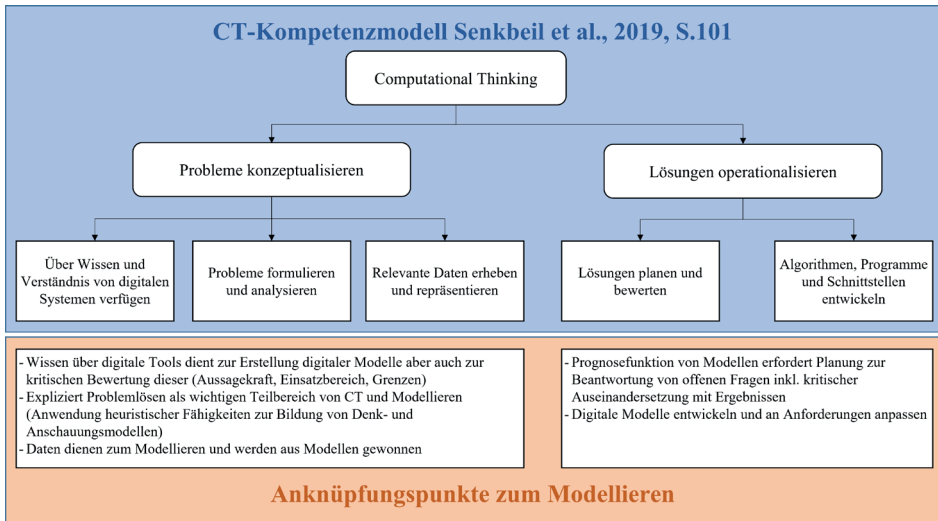 CT-Kompetenzmodell Senkbeil et al., 2019, S.101
Computational Thinking
Probleme konzeptualisieren
Lösungen operationalisieren
Über Wissen und
Verständnis von digitalen
Systemen verfügen
Probleme formulieren
und analysieren
Relevante Daten erheben
und repräsentieren
Lösungen planen und
bewerten
Algorithmen, Programme
und Schnittstellen
entwickeln
- Wissen über digitale Tools dient zur Erstellung digitaler Modelle aber auch zur
kritischen Bewertung dieser (Aussagekraft, Einsatzbereich, Grenzen)
- Expliziert Problemlösen als wichtigen Teilbereich von CT und Modellieren
(Anwendung heuristischer Fähigkeiten zur Bildung von Denk- und
Anschauungsmodellen)
- Daten dienen zum Modellieren und werden aus Modellen gewonnen
- Prognosefunktion von Modellen erfordert Planung zur
Beantwortung von offenen Fragen inkl. kritischer
Auseinandersetzung mit Ergebnissen
- Digitale Modelle entwickeln und an Anforderungen anpassen
Anknüpfungspunkte zum Modellieren